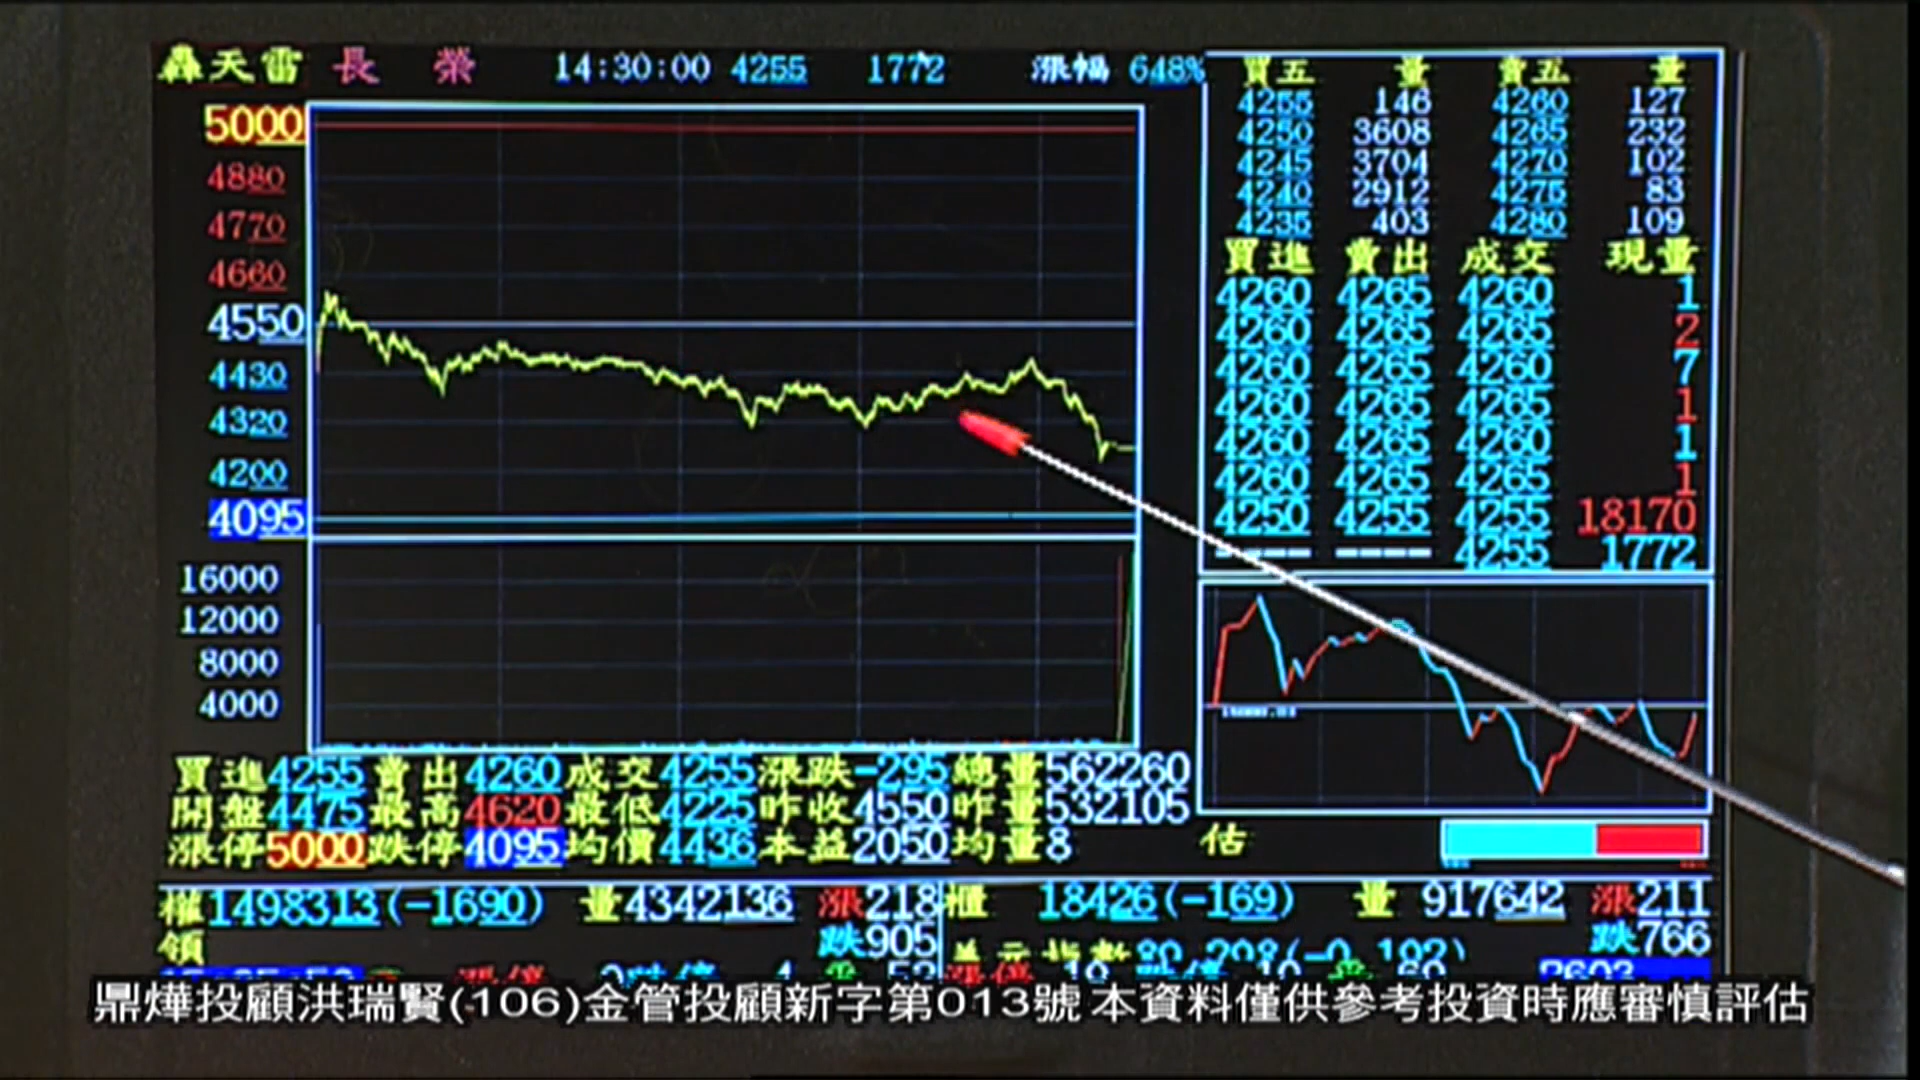 轟天雷 長 榮 14:30:00 4255 1772 漲幅 648%
5000
4880
4770
4660
4550
4430
4320
4200
4095
16000
12000
8000
4000
買五 量 賣五 量
4255 146 4260 127
4250 3608 4265 232
4245 3704 4270 102
4240 2912 4275 83
4235 403 4280 109
買進 賣出 成交 現量
4260 4265 4260 1
4260 4265 4265 2
4260 4265 4260 7
4260 4265 4265 1
4260 4265 4260 1
4260 4265 4265 1
4250 4255 4255 18170
---- ---- 4255 1772
買進4255 賣出4260 成交4255 漲跌-295 總量562260
開盤4475 最高4620 最低4225 昨收4550 昨量532105
漲停5000 跌停4095 均價4436 本益2050 均量8
估
權1498313(-1690) 量4342136 漲218 櫃 18426(-169) 量 917642 漲211
領 跌905 美元指數 跌766
鼎燁投顧洪瑞賢(106)金管投顧新字第013號 本資料僅供參考投資時應審慎評估